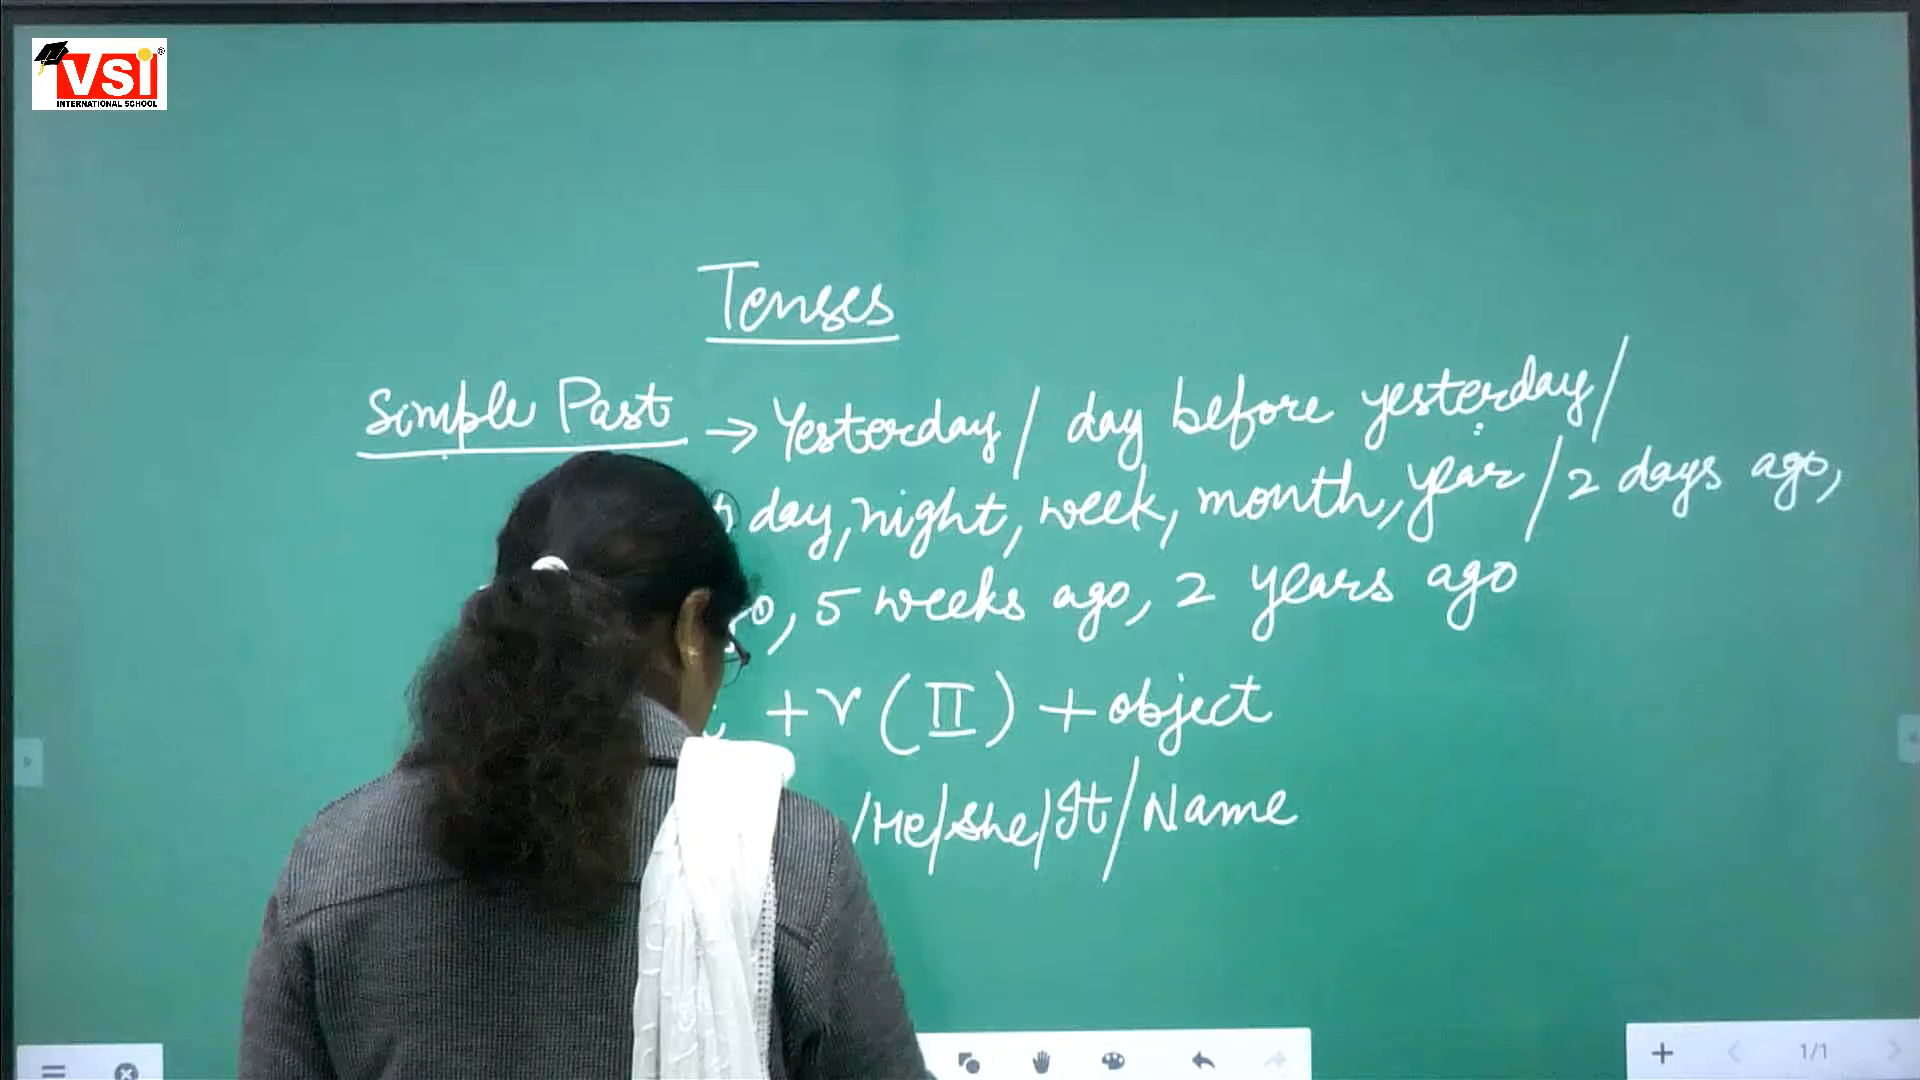 VSI
INTERNATIONAL SCHOOL
Tenses
Simple Past → Yesterday / day before yesterday /
day, night, week, month, year / 2 days ago,
, 5 weeks ago, 2 years ago
+ V (II) + object
/He/She/It/Name
1/1